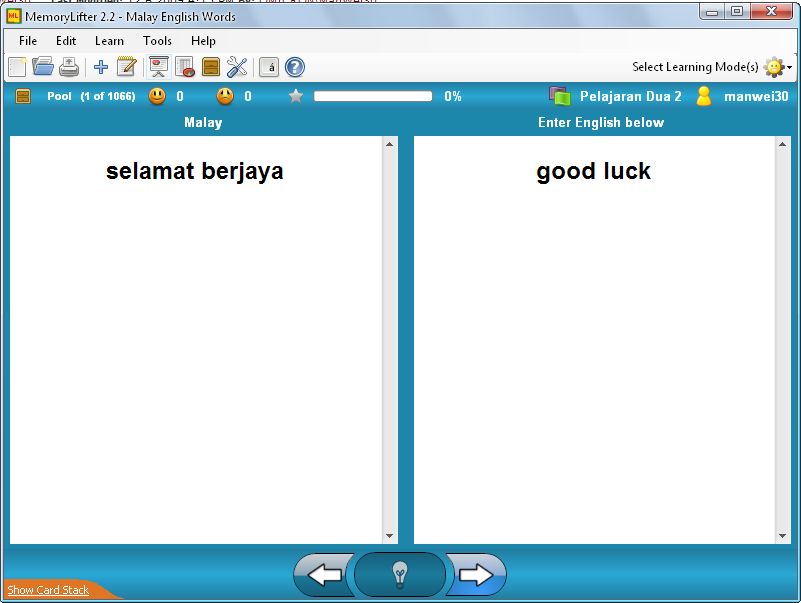 MemoryLifter 2.2 - Malay English Words
File Edit Learn Tools Help
Select Learning Mode(s)
Pool (1 of 1066) 0 0 0% Pelajaran Dua 2 manwei30
Malay Enter English below
selamat berjaya good luck
Show Card Stack